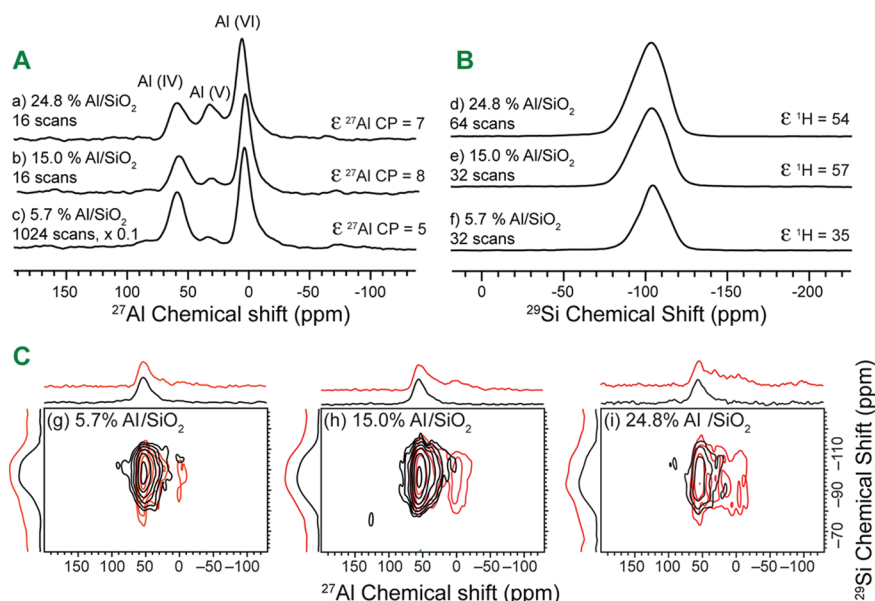 A
Al (VI)
Al (IV)
Al (V)
a) 24.8 % Al/SiO₂
16 scans
ε ²⁷Al CP = 7
b) 15.0 % Al/SiO₂
16 scans
ε ²⁷Al CP = 8
c) 5.7 % Al/SiO₂
1024 scans, x 0.1
ε ²⁷Al CP = 5
150 100 50 0 -50 -100
²⁷Al Chemical shift (ppm)
B
d) 24.8 % Al/SiO₂
64 scans
ε ¹H = 54
e) 15.0 % Al/SiO₂
32 scans
ε ¹H = 57
f) 5.7 % Al/SiO₂
32 scans
ε ¹H = 35
0 -50 -100 -150 -200
²⁹Si Chemical Shift (ppm)
C
(g) 5.7% Al/SiO₂
150 100 50 0 −50 −100
(h) 15.0% Al/SiO₂
150 100 50 0 −50 −100
(i) 24.8% Al /SiO₂
150 100 50 0 −50 −100
−110
−90
−70
²⁹Si Chemical Shift (ppm)
²⁷Al Chemical shift (ppm)